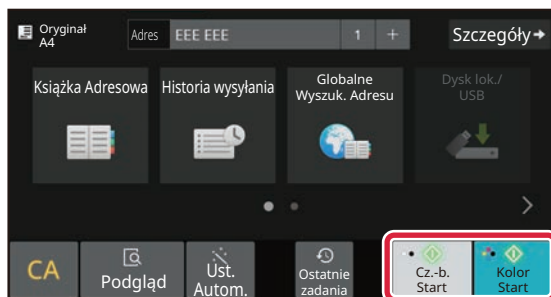 Oryginał
A4
Adres
EEE EEE
1
+
Szczegóły
Książka Adresowa
Historia wysyłania
Globalne
Wyszuk. Adresu
Dysk lok./
USB
CA
Podgląd
Ust.
Autom.
Ostatnie
zadania
Cz.-b.
Start
Kolor
Start